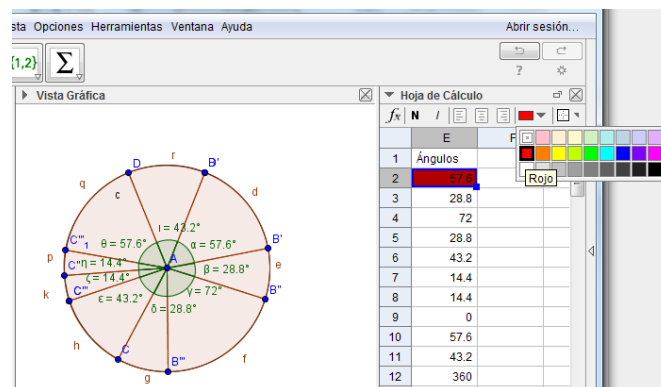 sta Opciones Herramientas Ventana Ayuda
Abrir sesión...
{1,2} Σ
?
Vista Gráfica
Hoja de Cálculo
fx N I
E F
1 Ángulos
2 57.6
Rojo
3 28.8
4 72
5 28.8
6 43.2
7 14.4
8 14.4
9 0
10 57.6
11 43.2
12 360
r
D
B'
q
c
d
ι = 43.2°
C'''₁
θ = 57.6°
α = 57.6°
B'
p
A
e
C''
η = 14.4°
β = 28.8°
ζ = 14.4°
k
C'''
ε = 43.2°
γ = 72°
B''
δ = 28.8°
h
C
B'''
f
g